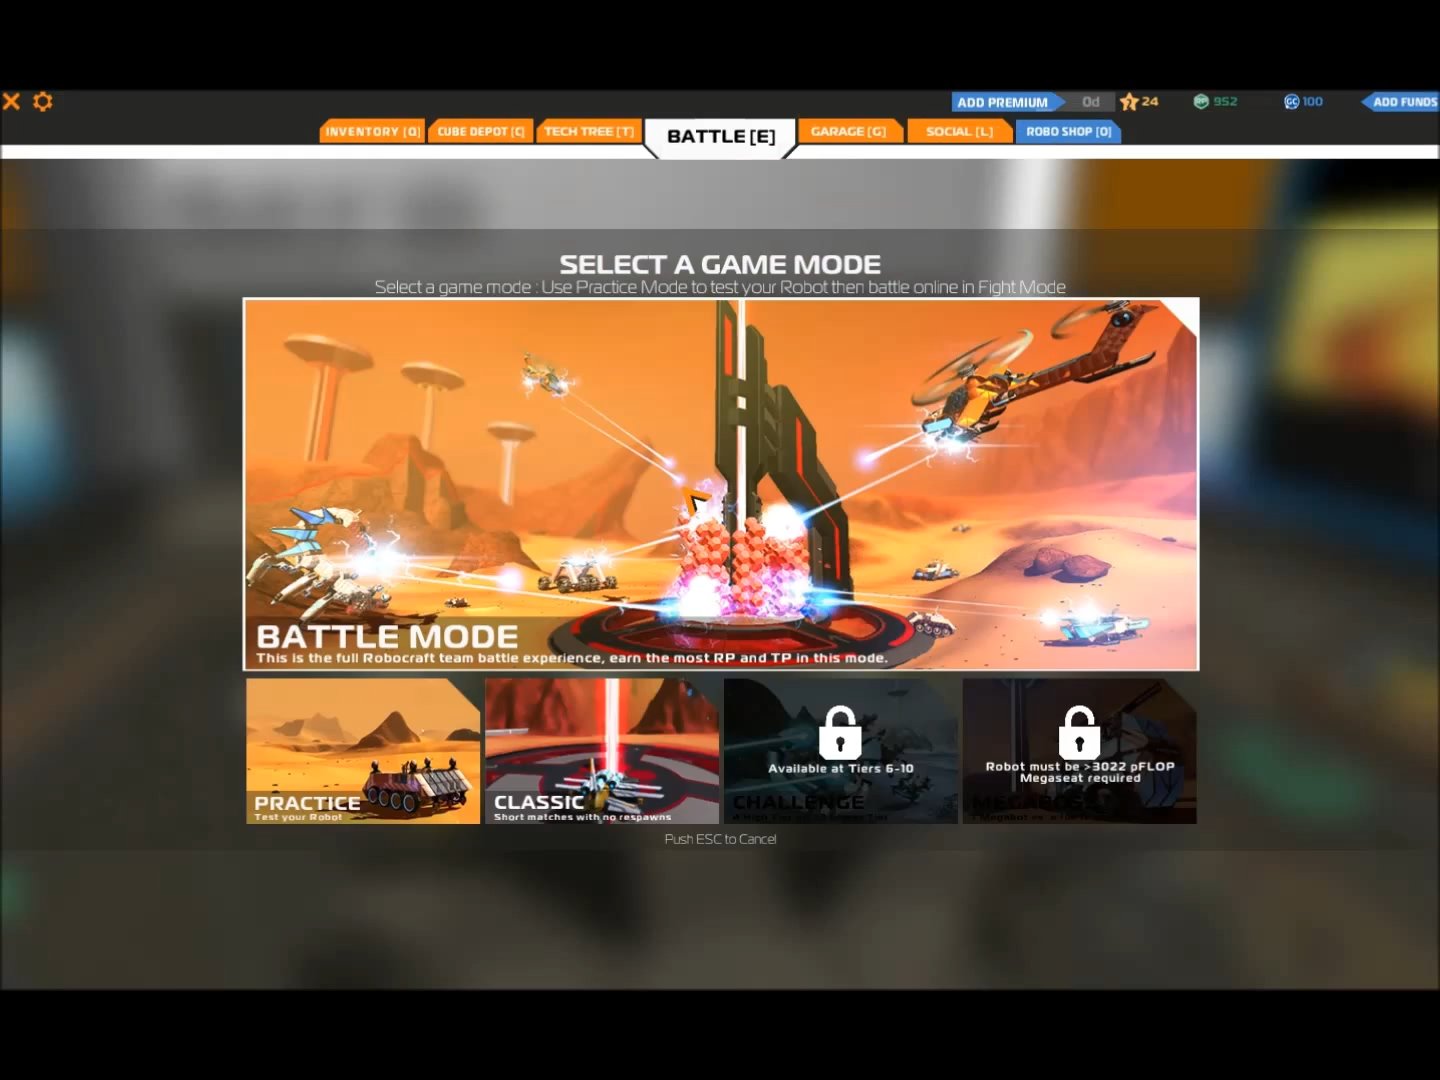 ADD PREMIUM 0d 24 952 GC 100 ADD FUNDS
INVENTORY [Q] CUBE DEPOT [C] TECH TREE [T] BATTLE [E] GARAGE [G] SOCIAL [L] ROBO SHOP [O]
SELECT A GAME MODE
Select a game mode : Use Practice Mode to test your Robot then battle online in Fight Mode
BATTLE MODE
This is the full Robocraft team battle experience, earn the most RP and TP in this mode.
PRACTICE
Test your Robot
CLASSIC
Short matches with no respawns
Available at Tiers 6-10
CHALLENGE
Robot must be >3022 pFLOP
Megaseat required
Push ESC to Cancel